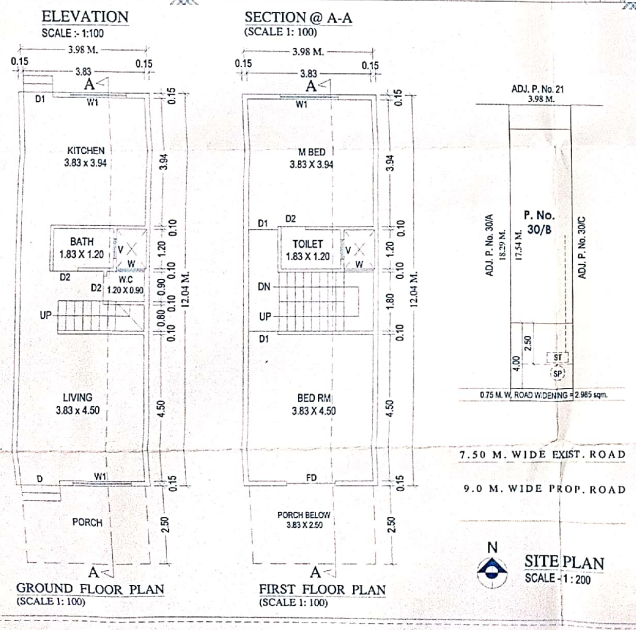 ELEVATION
SCALE :- 1:100
3.98 M.
0.15
0.15
3.83
A
D1
W1
0.15
KITCHEN
3.83 x 3.94
3.94
0.10
BATH
1.83 X 1.20
V
W
1.20
0.10
D2
D2
W.C
1.20 X 0.90
0.90
0.10
12.04 M.
UP
0.80
0.10
LIVING
3.83 x 4.50
4.50
D
W1
0.15
PORCH
2.50
A
GROUND FLOOR PLAN
(SCALE 1: 100)
SECTION @ A-A
(SCALE 1: 100)
3.98 M.
0.15
0.15
3.83
A
W1
0.15
M BED
3.83 X 3.94
3.94
D1
D2
0.10
TOILET
1.83 X 1.20
V
W
1.20
0.10
DN
1.80
12.04 M.
UP
D1
0.10
BED RM
3.83 X 4.50
4.50
FD
0.15
PORCH BELOW
3.83 X 2.50
2.50
A
FIRST FLOOR PLAN
(SCALE 1: 100)
ADJ. P. No. 21
3.98 M.
P. No.
30/B
ADJ. P. No. 30/A
18.29 M.
17.54 M.
ADJ. P. No. 30/C
2.50
4.00
ST
SP
0.75 M. W. ROAD WIDENING = 2.985 sqm.
7.50 M. WIDE EXIST. ROAD
9.0 M. WIDE PROP. ROAD
N
SITE PLAN
SCALE - 1 : 200